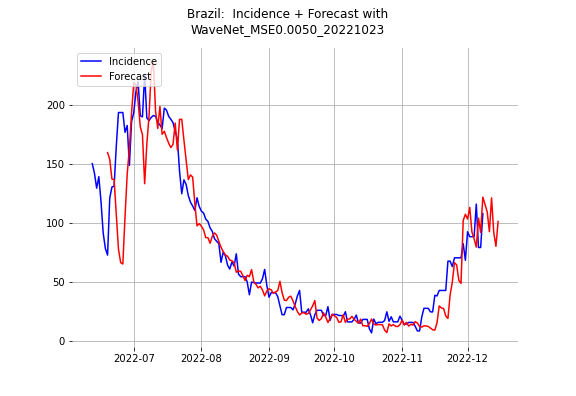 Brazil:  Incidence + Forecast with
WaveNet_MSE0.0050_20221023
Incidence
Forecast
200
150
100
50
0
2022-07 2022-08 2022-09 2022-10 2022-11 2022-12